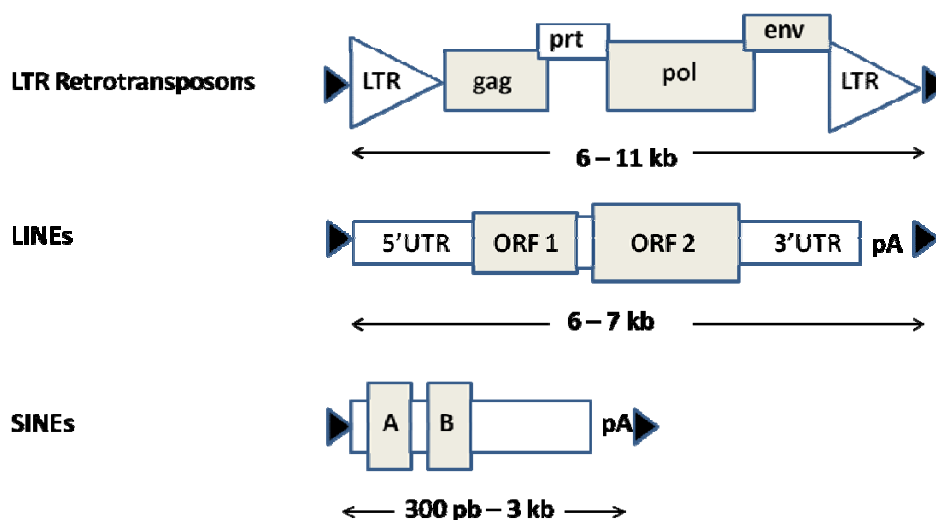 LTR Retrotransposons LTR gag prt pol env LTR
6 – 11 kb
LINEs 5’UTR ORF 1 ORF 2 3’UTR pA
6 – 7 kb
SINEs A B pA
300 pb – 3 kb